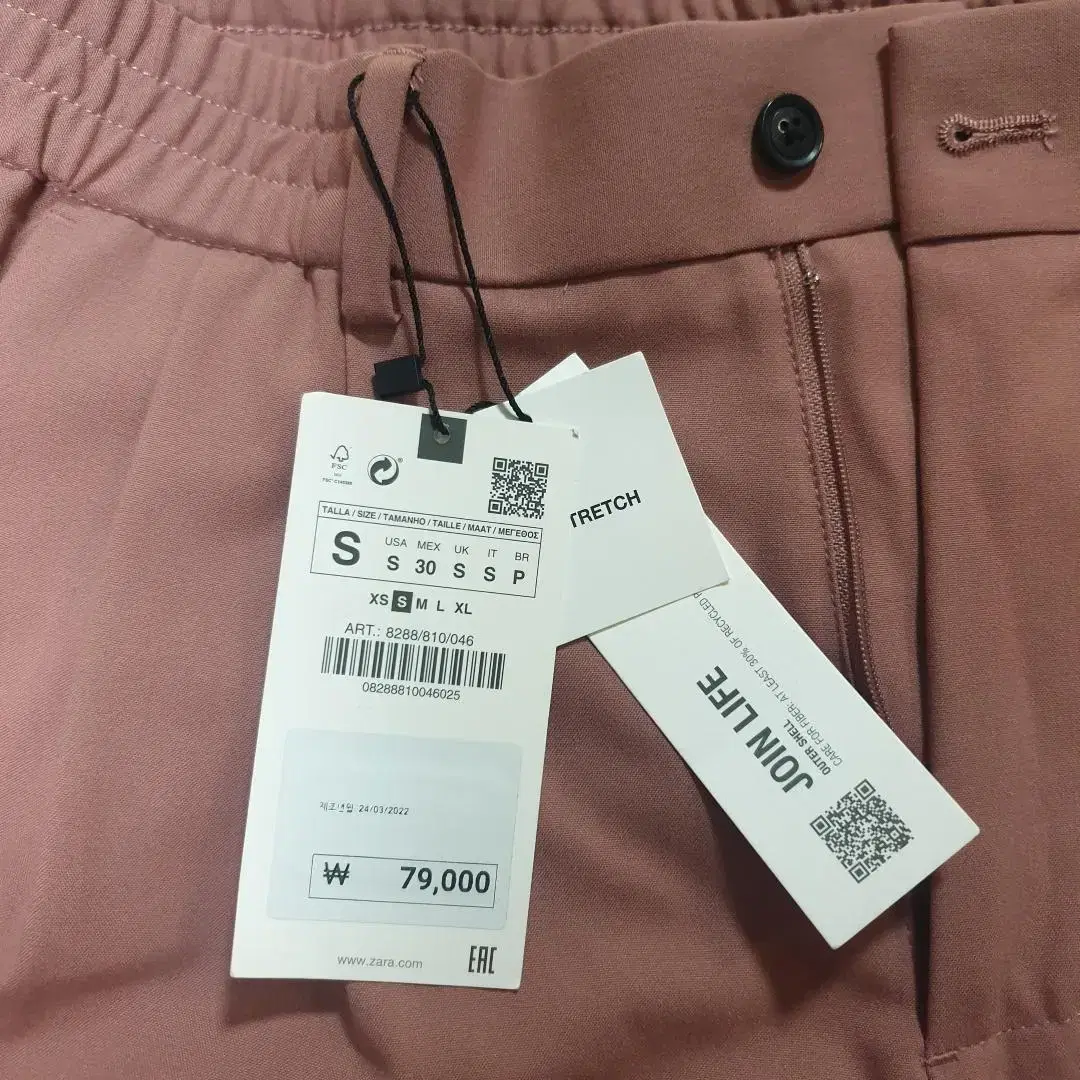 FSC
TALLA / SIZE / TAMANHO / TAILLE / MAAT / ΜΕΓΕΘΟΣ
S
USA MEX UK IT BR
S 30 S S P
XS S M L XL
ART.: 8288/810/046
08288810046025
제조년월 24/03/2022
₩ 79,000
www.zara.com
EAC
TRETCH
JOIN LIFE
OUTER SHELL
CARE FOR FIBER: AT LEAST 30% OF RECYCLED